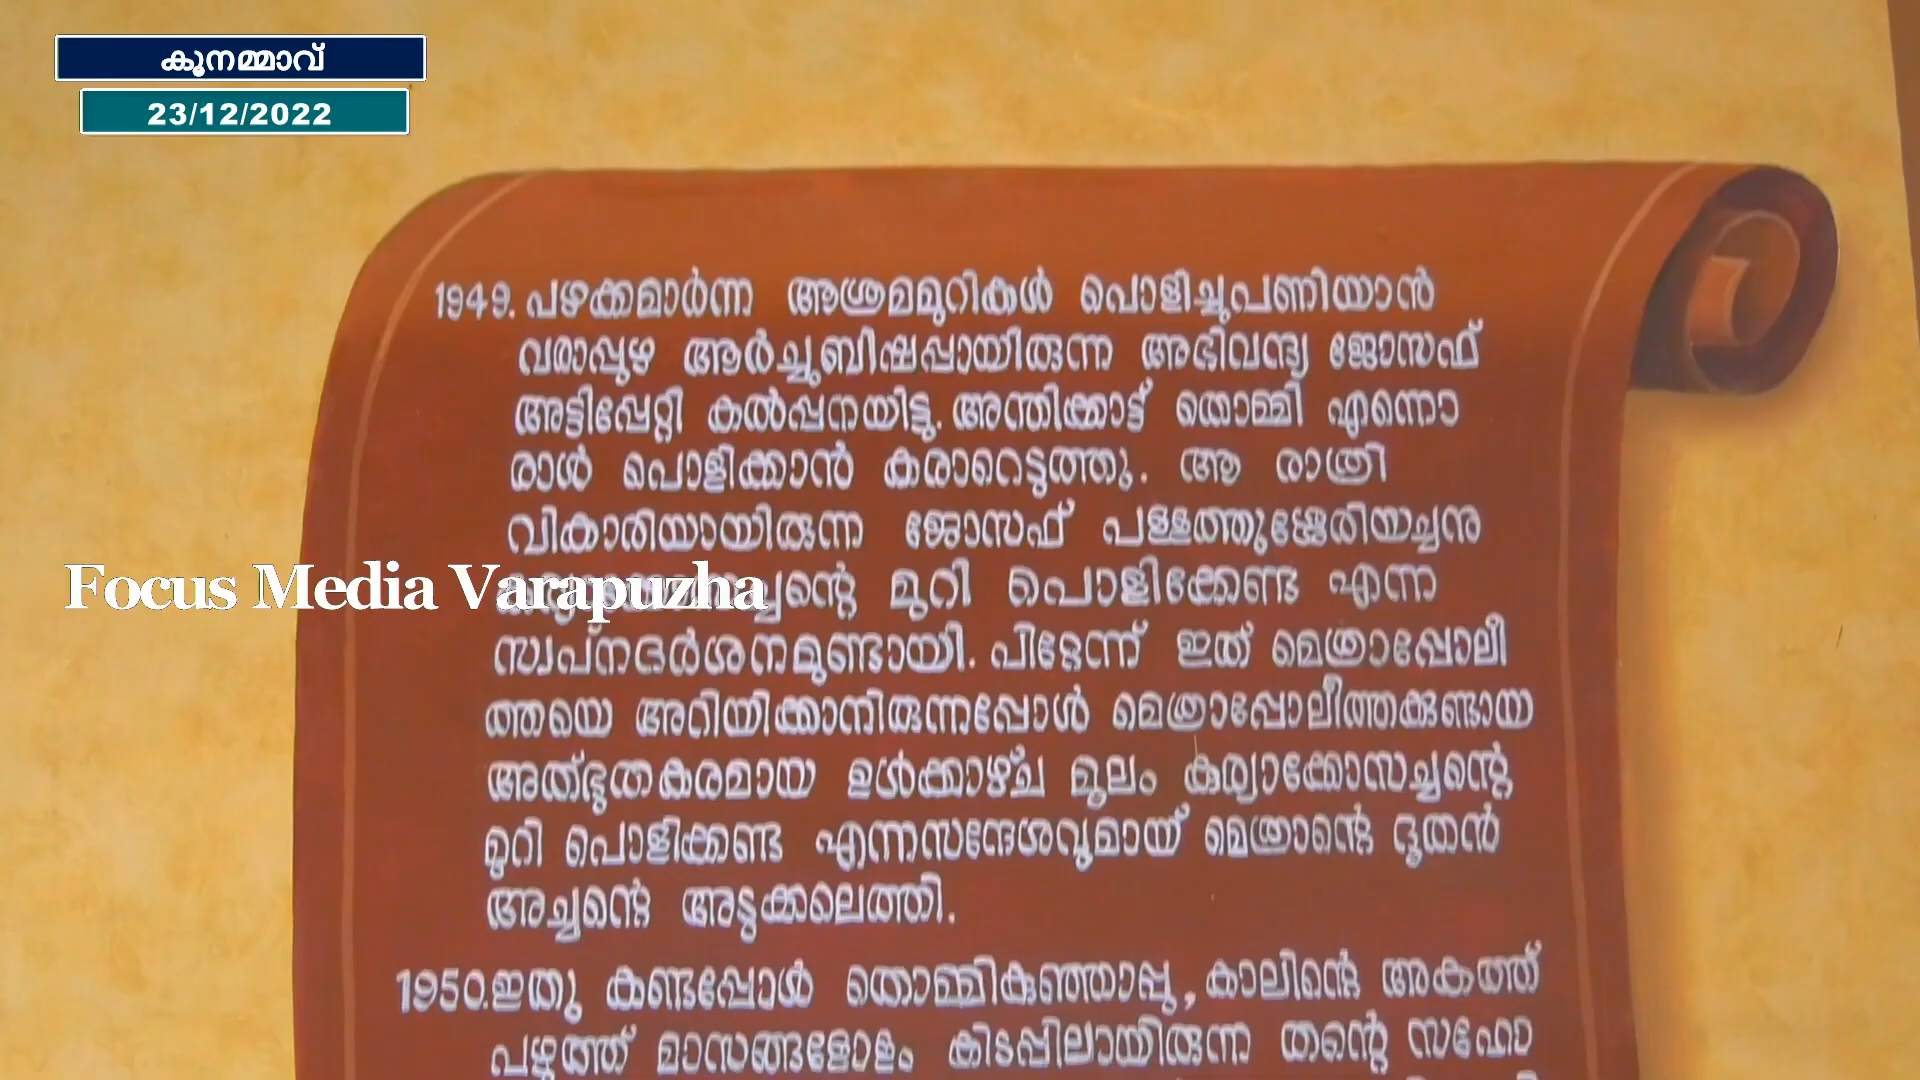 കൂനമ്മാവ്
23/12/2022
1949. പഴക്കമാർന്ന ആശ്രമമുറികൾ പൊളിച്ചുപണിയാൻ
വരാപ്പുഴ ആർച്ചുബിഷപ്പായിരുന്ന അഭിവന്ദ്യ ജോസഫ്
അട്ടിപ്പേറ്റി കൽപ്പനയിട്ടു. അന്തിക്കാട്ട് തൊമ്മി എന്നൊ
രാൾ പൊളിക്കാൻ കരാറെടുത്തു. ആ രാത്രി
വികാരിയായിരുന്ന ജോസഫ് പള്ളത്തുശ്ശേരിയച്ചനു
Focus Media Varapuzha മുറി പൊളിക്കേണ്ട എന്ന
സ്വപ്നദർശനമുണ്ടായി. പിറ്റേന്ന് ഇത് മെത്രാപ്പോലീ
ത്തയെ അറിയിക്കാനിരുന്നപ്പോൾ മെത്രാപ്പോലീത്തക്കുണ്ടായ
അത്ഭുതകരമായ ഉൾക്കാഴ്ച മൂലം കുര്യാക്കോസച്ചന്റെ
മുറി പൊളിക്കണ്ട എന്നസന്ദേശവുമായ് മെത്രാന്റെ ദൂതൻ
അച്ചന്റെ അടുക്കലെത്തി.
1950.ഇതു കണ്ടപ്പോൾ തൊമ്മികുഞ്ഞാപ്പു, കാലിന്റെ അകത്ത്
പഴുത്ത് മാസങ്ങളോളം കിടപ്പിലായിരുന്ന തന്റെ സഹോ